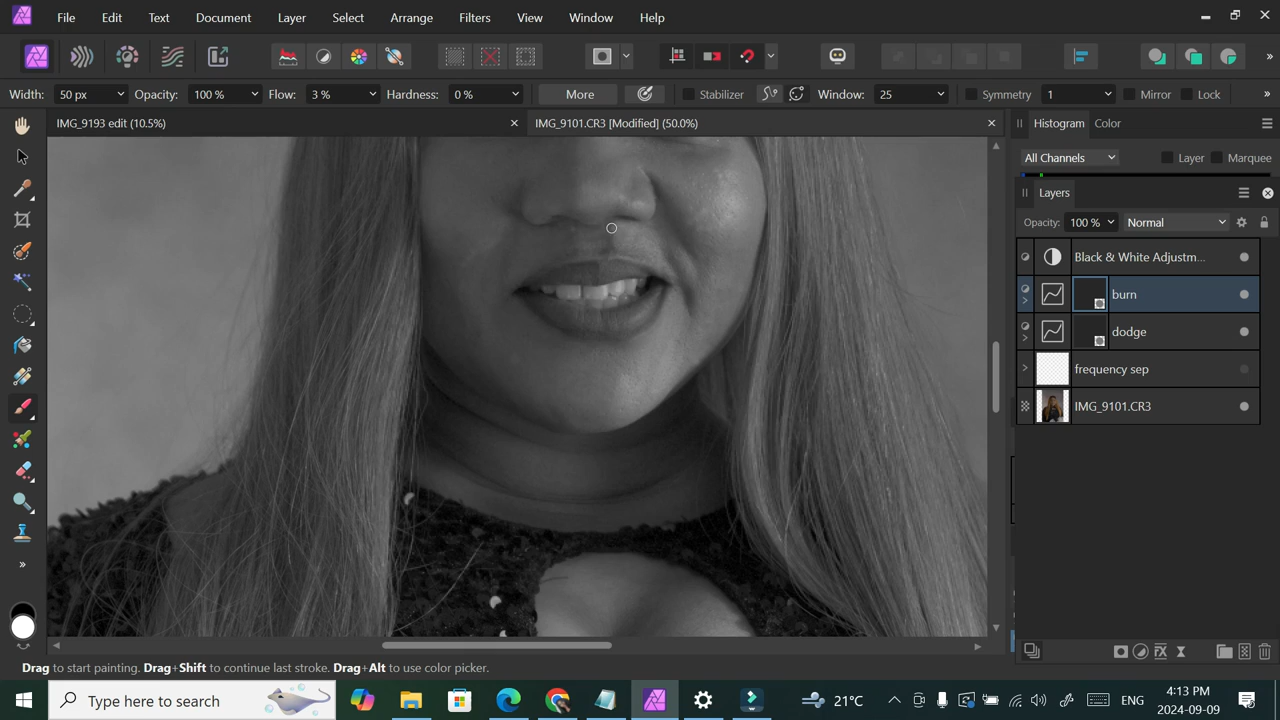 File Edit Text Document Layer Select Arrange Filters View Window Help
Width: 50 px Opacity: 100 % Flow: 3 % Hardness: 0 % More Stabilizer Window: 25 Symmetry 1 Mirror Lock
IMG_9193 edit (10.5%) IMG_9101.CR3 [Modified] (50.0%) Histogram Color
All Channels Layer Marquee
Layers
Opacity: 100 % Normal
Black & White Adjustm...
burn
dodge
frequency sep
IMG_9101.CR3
Drag to start painting. Drag+Shift to continue last stroke. Drag+Alt to use color picker.
Type here to search 21°C ENG :13 PM
2024-09-09